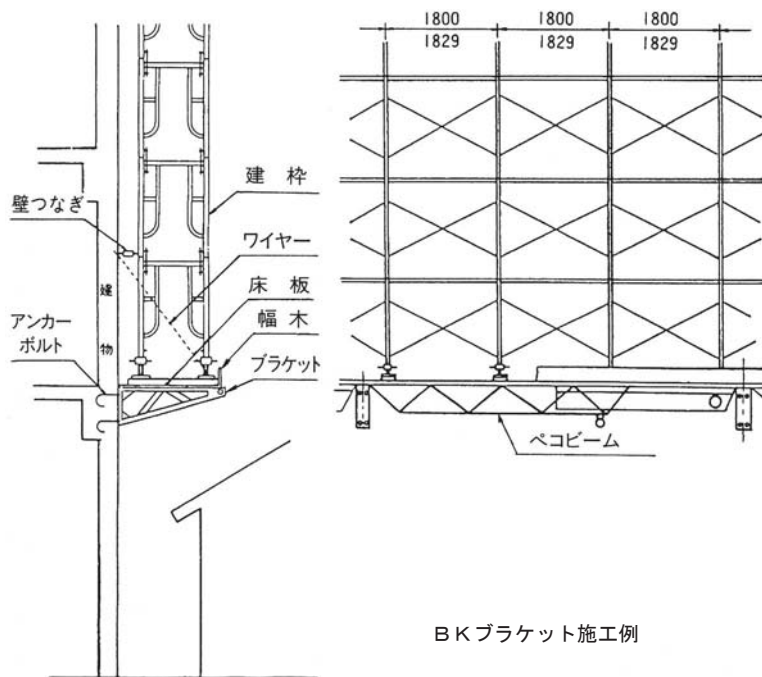 1800 1800 1800
1829 1829 1829
建枠
壁つなぎ
ワイヤー
床板
建物
幅木
アンカー
ボルト
ブラケット
ペコビーム
BKブラケット施工例